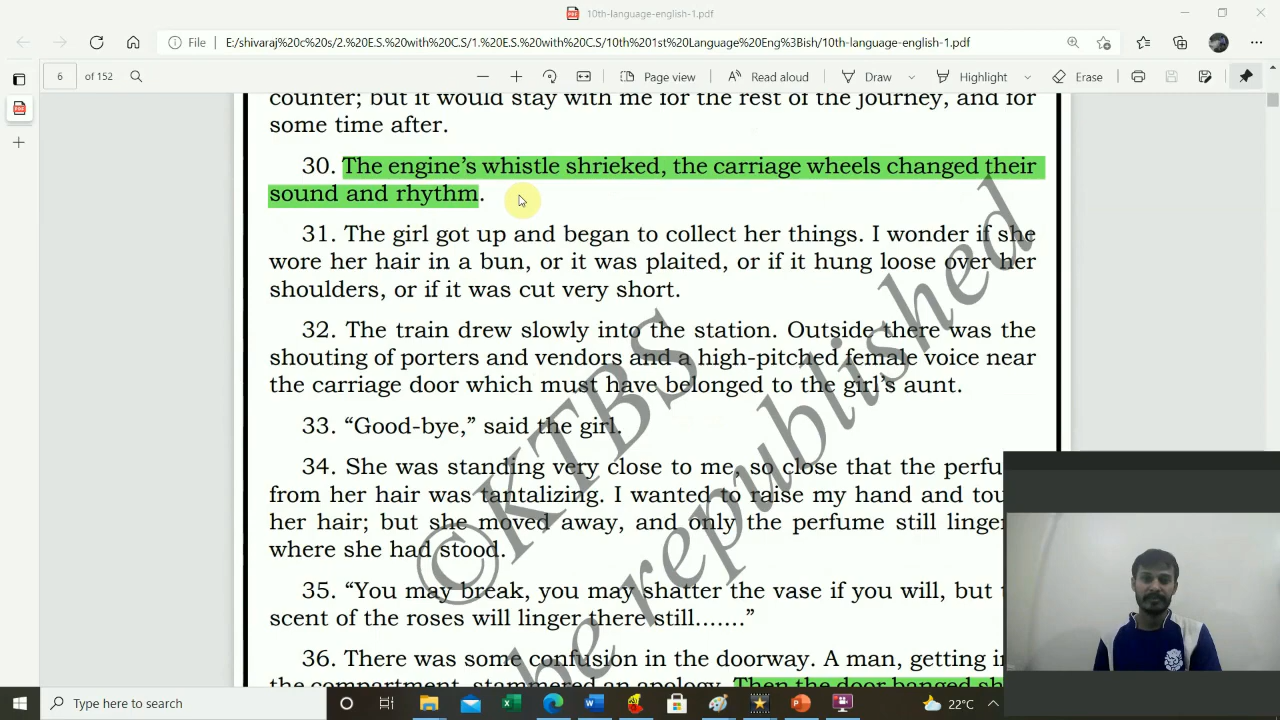 10th-language-english-1.pdf
File
E:/shivaraj%20c%20s/2.%20E.S.%20with%20C.S/1.%20E.S%20with%20C.S/10th%201st%20Language%20Eng%3Bish/10th-language-english-1.pdf
6 of 152
Page view
Read aloud
Draw
Highlight
Erase
counter; but it would stay with me for the rest of the journey, and for
some time after.
30. The engine's whistle shrieked, the carriage wheels changed their
sound and rhythm.
31. The girl got up and began to collect her things. I wonder if she
wore her hair in a bun, or it was plaited, or if it hung loose over her
shoulders, or if it was cut very short.
32. The train drew slowly into the station. Outside there was the
shouting of porters and vendors and a high-pitched female voice near
the carriage door which must have belonged to the girl's aunt.
33. “Good-bye,” said the girl.
34. She was standing very close to me, so close that the perfu
from her hair was tantalizing. I wanted to raise my hand and tou
her hair; but she moved away, and only the perfume still linger
where she had stood.
35. “You may break, you may shatter the vase if you will, but t
scent of the roses will linger there still.......”
36. There was some confusion in the doorway. A man, getting in
the compartment, stammered an apology. Then the door banged sh
©KTBS
be republished
Type here to search
22°C